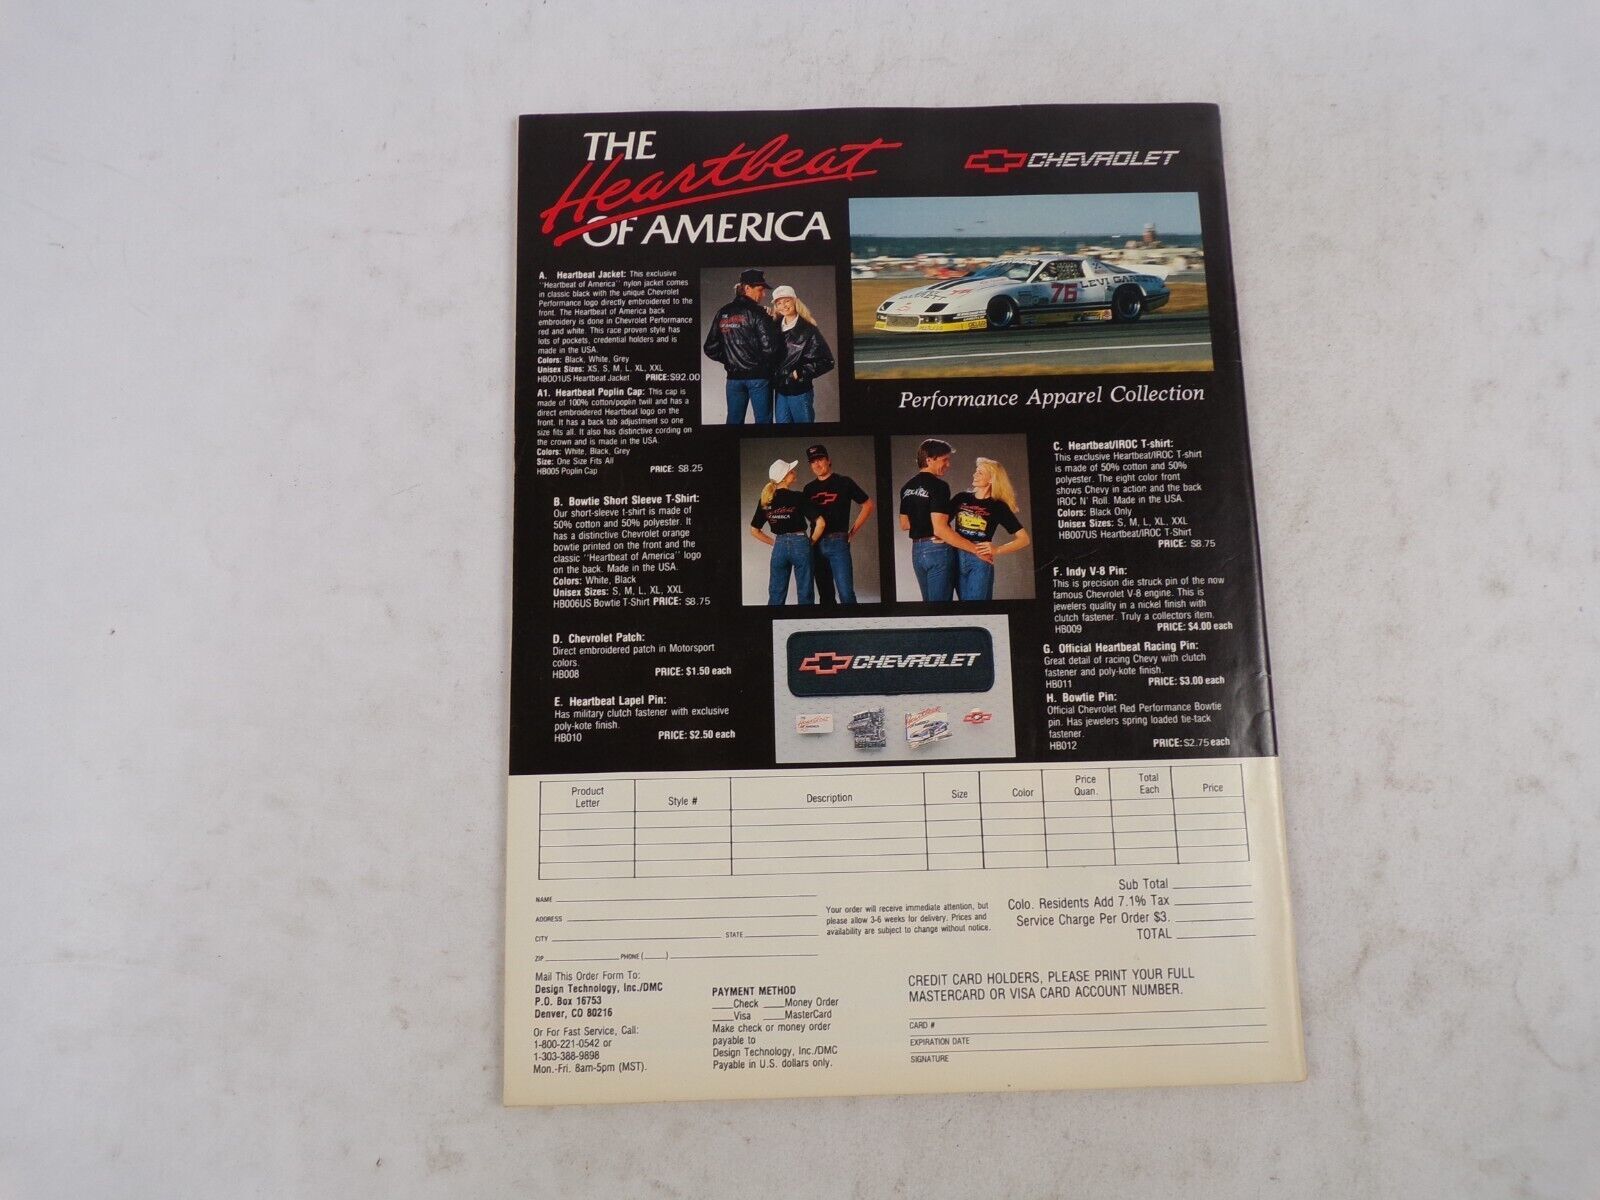 THE
Heartbeat
OF AMERICA
CHEVROLET
LEVI GARRETT
76
Performance Apparel Collection
A. Heartbeat Jacket: This exclusive
"Heartbeat of America" nylon jacket comes
in classic black with the unique Chevrolet
Performance logo directly embroidered to the
front. The Heartbeat of America back
embroidery is done in Chevrolet Performance
red and white. This race proven style has
lots of pockets, credential holders and is
made in the USA.
Colors: Black, White, Grey
Unisex Sizes: XS, S, M, L, XL, XXL
HB001US Heartbeat Jacket PRICE: $92.00
A1. Heartbeat Poplin Cap: This cap is
made of 100% cotton/poplin twill and has a
direct embroidered Heartbeat logo on the
front. It has a back tab adjustment so one
size fits all. It also has distinctive cording on
the crown and is made in the USA.
Colors: White, Black, Grey
Size: One Size Fits All
HB005 Poplin Cap PRICE: $8.25
B. Bowtie Short Sleeve T-Shirt:
Our short-sleeve t-shirt is made of
50% cotton and 50% polyester. It
has a distinctive Chevrolet orange
bowtie printed on the front and the
classic "Heartbeat of America" logo
on the back. Made in the USA.
Colors: White, Black
Unisex Sizes: S, M, L, XL, XXL
HB006US Bowtie T-Shirt PRICE: $8.75
D. Chevrolet Patch:
Direct embroidered patch in Motorsport
colors.
HB008 PRICE: $1.50 each
E. Heartbeat Lapel Pin:
Has military clutch fastener with exclusive
poly-kote finish.
HB010 PRICE: $2.50 each
CHEVROLET
C. Heartbeat/IROC T-shirt:
This exclusive Heartbeat/IROC T-shirt
is made of 50% cotton and 50%
polyester. The eight color front
shows Chevy in action and the back
IROC N' Roll. Made in the USA.
Colors: Black Only
Unisex Sizes: S, M, L, XL, XXL
HB007US Heartbeat/IROC T-Shirt
PRICE: $8.75
F. Indy V-8 Pin:
This is precision die struck pin of the now
famous Chevrolet V-8 engine. This is
jewelers quality in a nickel finish with
clutch fastener. Truly a collectors item.
HB009 PRICE: $4.00 each
G. Official Heartbeat Racing Pin:
Great detail of racing Chevy with clutch
fastener and poly-kote finish.
HB011 PRICE: $3.00 each
H. Bowtie Pin:
Official Chevrolet Red Performance Bowtie
pin. Has jewelers spring loaded tie-tack
fastener.
HB012 PRICE: $2.75 each
Product Letter Style # Description Size Color Price Quan. Total Each Price
NAME
ADDRESS
CITY STATE
ZIP PHONE ( )
Your order will receive immediate attention, but
please allow 3-6 weeks for delivery. Prices and
availability are subject to change without notice.
Sub Total
Colo. Residents Add 7.1% Tax
Service Charge Per Order $3.
TOTAL
Mail This Order Form To:
Design Technology, Inc./DMC
P.O. Box 16753
Denver, CO 80216
Or For Fast Service, Call:
1-800-221-0542 or
1-303-388-9898
Mon.-Fri. 8am-5pm (MST).
PAYMENT METHOD
Check Money Order
Visa MasterCard
Make check or money order
payable to
Design Technology, Inc./DMC
Payable in U.S. dollars only.
CREDIT CARD HOLDERS, PLEASE PRINT YOUR FULL
MASTERCARD OR VISA CARD ACCOUNT NUMBER.
CARD #
EXPIRATION DATE
SIGNATURE